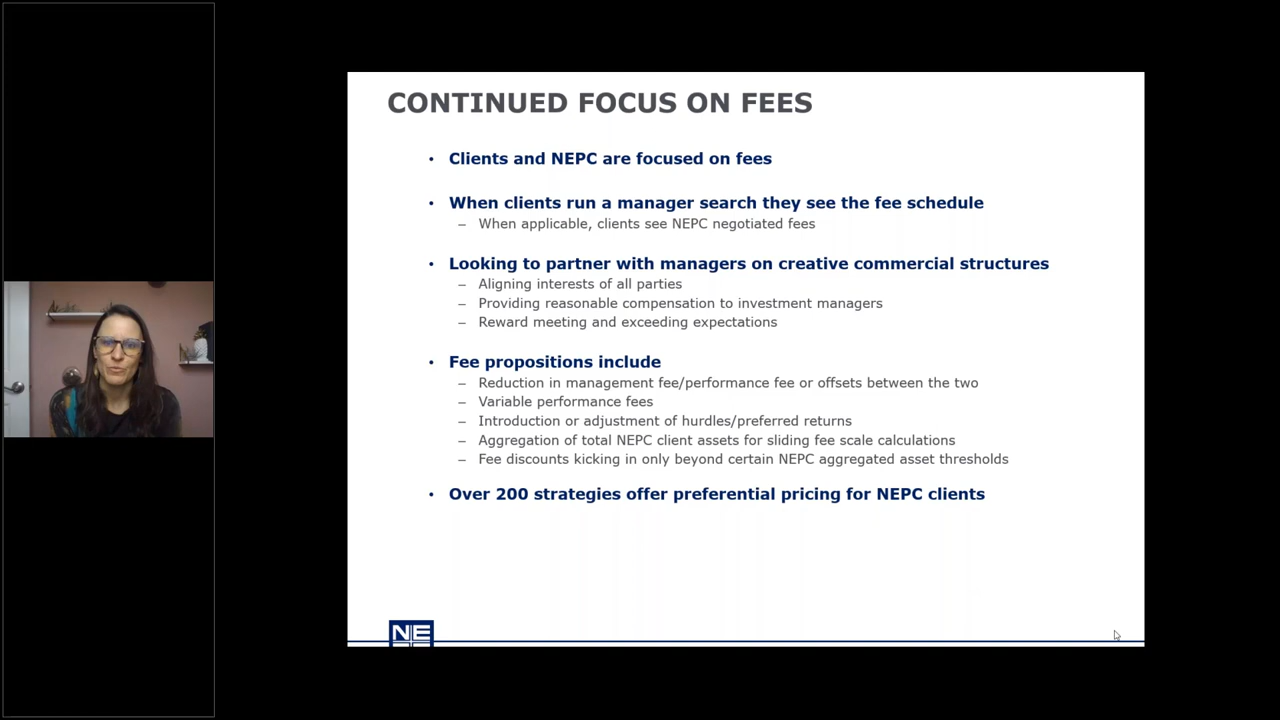 CONTINUED FOCUS ON FEES
• Clients and NEPC are focused on fees
• When clients run a manager search they see the fee schedule
– When applicable, clients see NEPC negotiated fees
• Looking to partner with managers on creative commercial structures
– Aligning interests of all parties
– Providing reasonable compensation to investment managers
– Reward meeting and exceeding expectations
• Fee propositions include
– Reduction in management fee/performance fee or offsets between the two
– Variable performance fees
– Introduction or adjustment of hurdles/preferred returns
– Aggregation of total NEPC client assets for sliding fee scale calculations
– Fee discounts kicking in only beyond certain NEPC aggregated asset thresholds
• Over 200 strategies offer preferential pricing for NEPC clients
NE